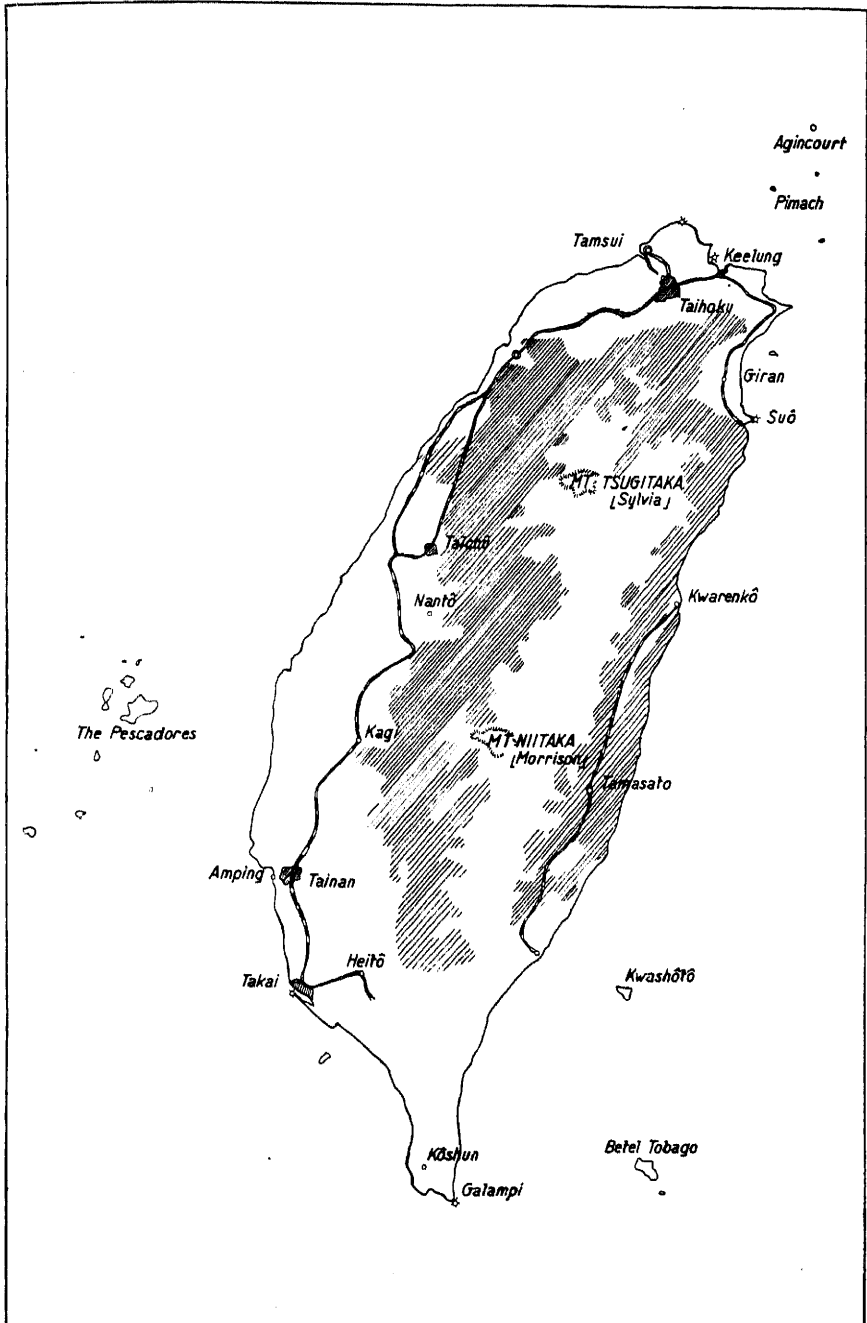 Agincourt
Pimach
Tamsui
Keelung
Taihoku
Giran
Suô
MT. TSUGITAKA
[Sylvia]
Taichû
Nantô
Kwarenkô
The Pescadores
Kagi
MT. NIITAKA
[Morrison]
Tamasato
Amping
Tainan
Heitô
Takai
Kwashôtô
Kôshun
Betel Tobago
Galampi